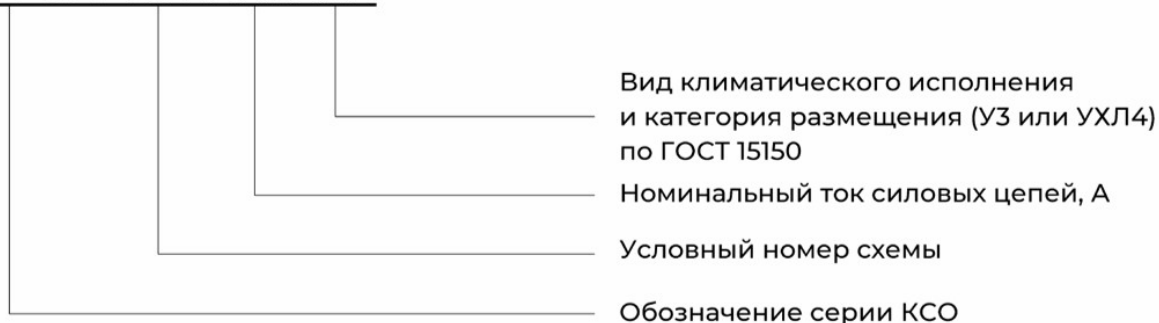 Вид климатического исполнения
и категория размещения (У3 или УХЛ4)
по ГОСТ 15150
Номинальный ток силовых цепей, А
Условный номер схемы
Обозначение серии КСО